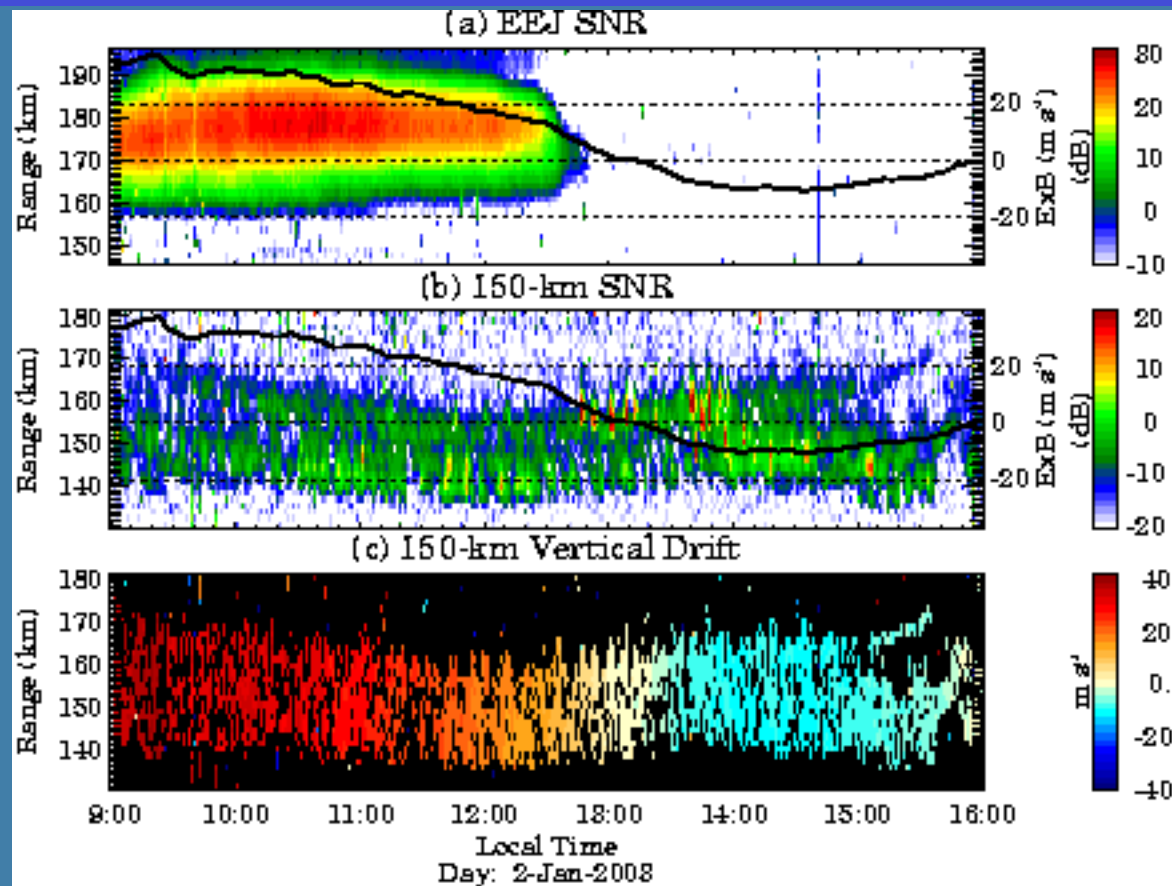 (a) EEJ SNR
190
180
170
160
150
Range (km)
20
0
-20
ExB (m s⁻¹)
(dB)
30
20
10
0
-10
(b) 150-km SNR
180
170
160
150
140
Range (km)
20
0
-20
ExB (m s⁻¹)
(dB)
20
10
0
-10
-20
(c) 150-km Vertical Drift
180
170
160
150
140
Range (km)
m s⁻¹
40
20
0.
-20
-40
9:00 10:00 11:00 12:00 13:00 14:00 15:00 16:00
Local Time
Day: 2-Jan-2008